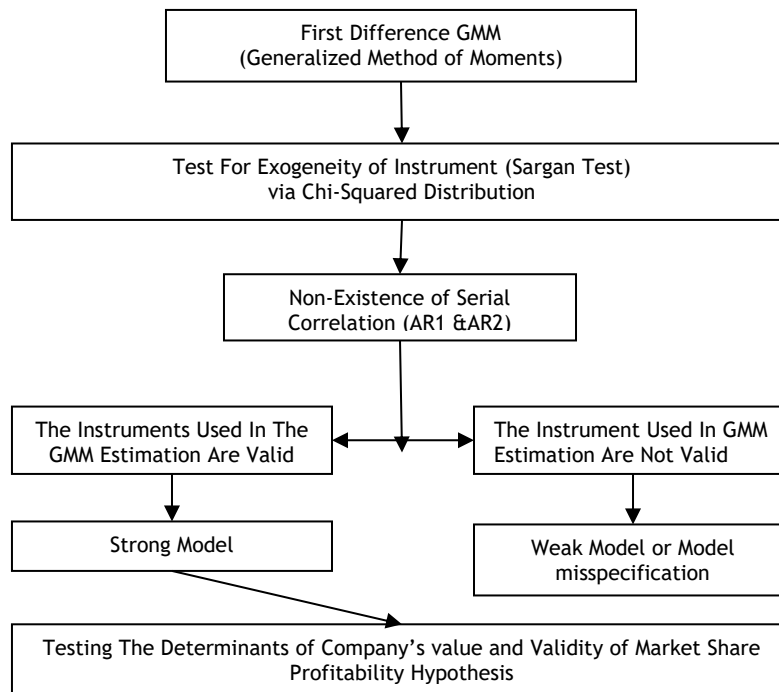 First Difference GMM
(Generalized Method of Moments)
Test For Exogeneity of Instrument (Sargan Test)
via Chi-Squared Distribution
Non-Existence of Serial
Correlation (AR1 &AR2)
The Instruments Used In The
GMM Estimation Are Valid
The Instrument Used In GMM
Estimation Are Not Valid
Strong Model
Weak Model or Model
misspecification
Testing The Determinants of Company’s value and Validity of Market Share
Profitability Hypothesis